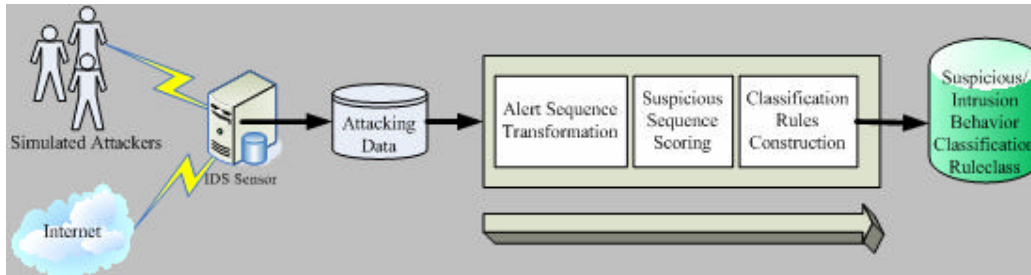 Simulated Attackers
Internet
IDS Sensor
Attacking
Data
Alert Sequence
Transformation
Suspicious
Sequence
Scoring
Classification
Rules
Construction
Suspicious/
Intrusion
Behavior
Classification
Ruleclass